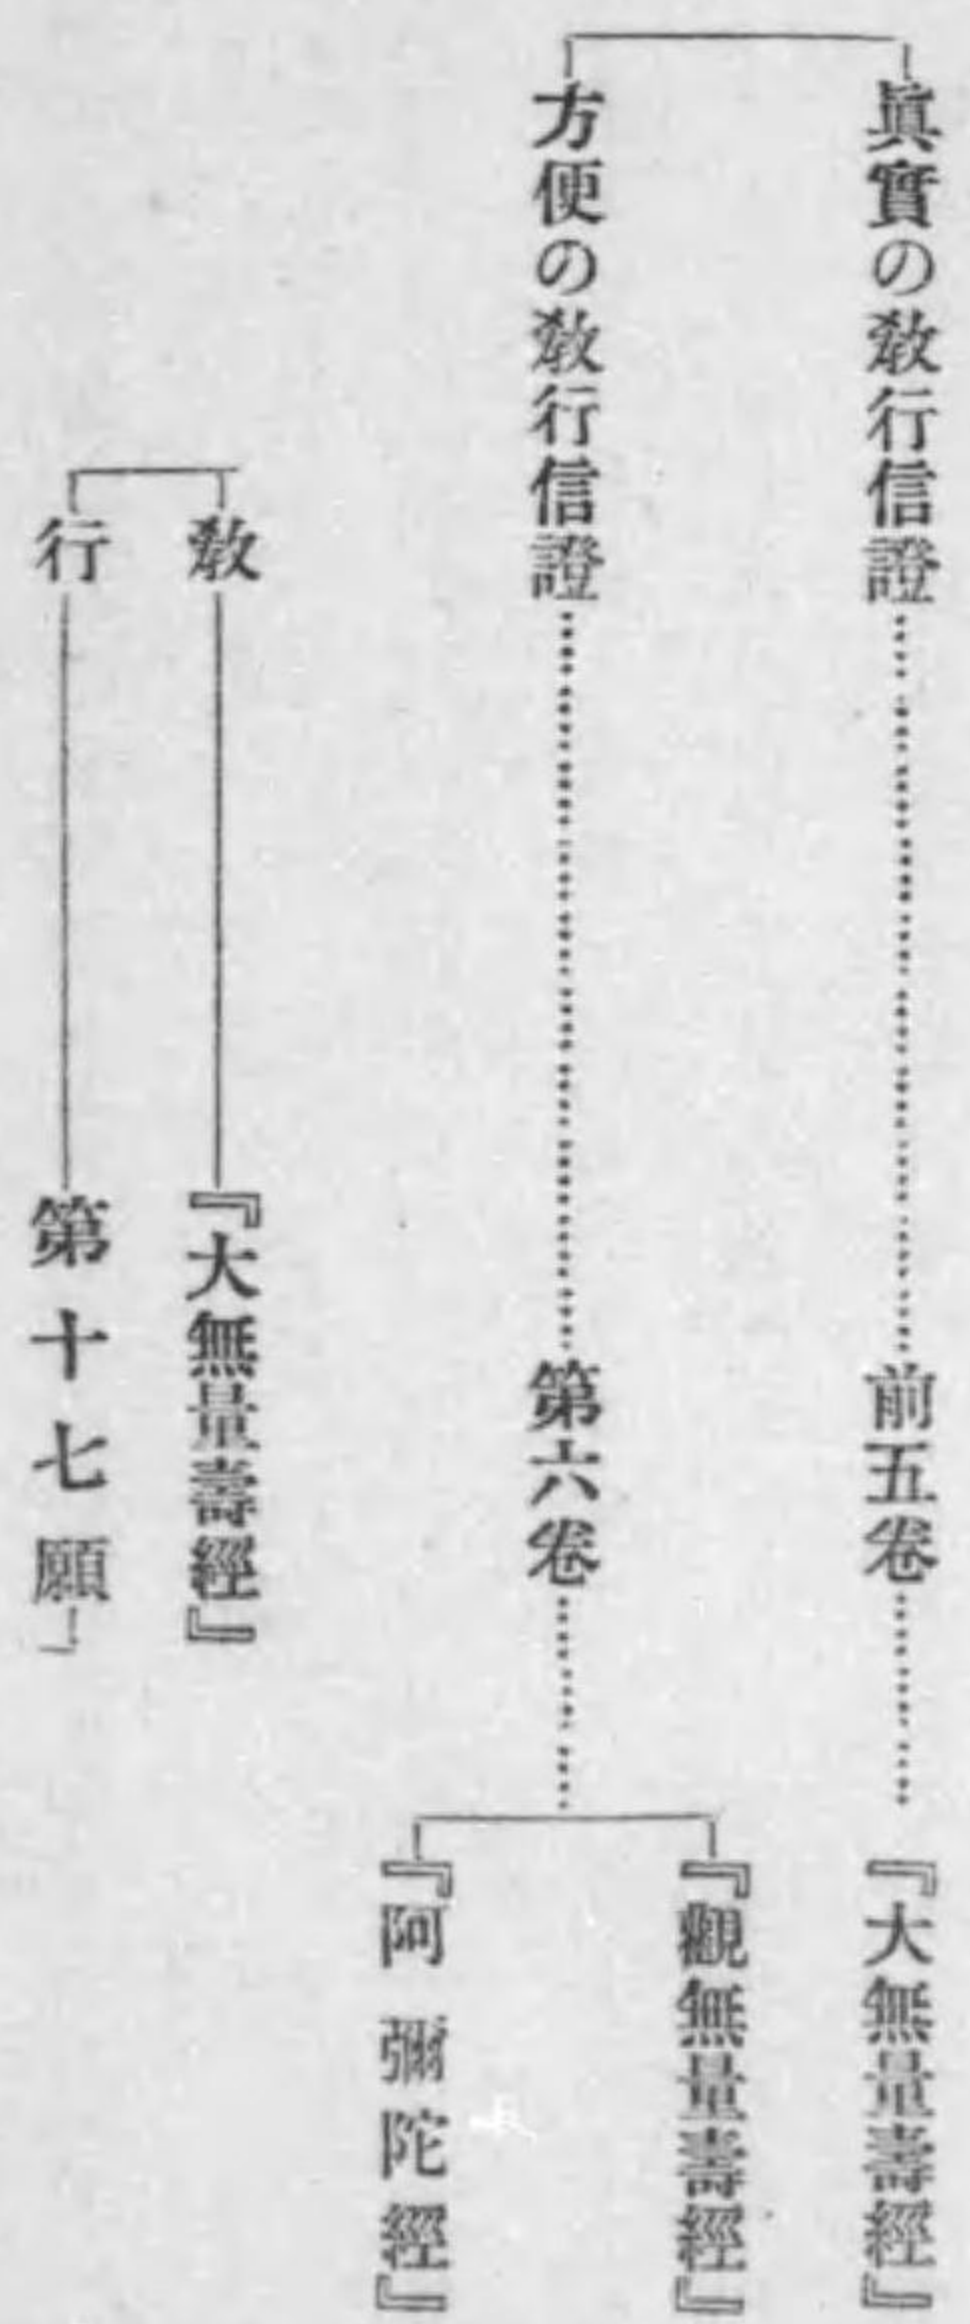 眞實の敎行信證……前五卷……『大無量壽經』
方便の敎行信證……第六卷……
『觀無量壽經』
『阿彌陀經』
敎――『大無量壽經』
行――第十七願